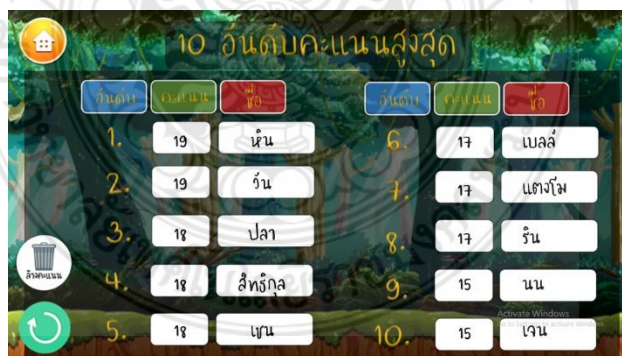 10 อันดับคะแนนสูงสุด
อันดับ คะแนน ชื่อ
1. 19 หิน
2. 19 วัน
3. 18 ปลา
4. 18 สิทธิกุล
5. 18 เชน
อันดับ คะแนน ชื่อ
6. 17 เบลล์
7. 17 แตงโม
8. 17 ริน
9. 15 นน
10. 15 เจน
ล้างคะแนน
Activate Windows